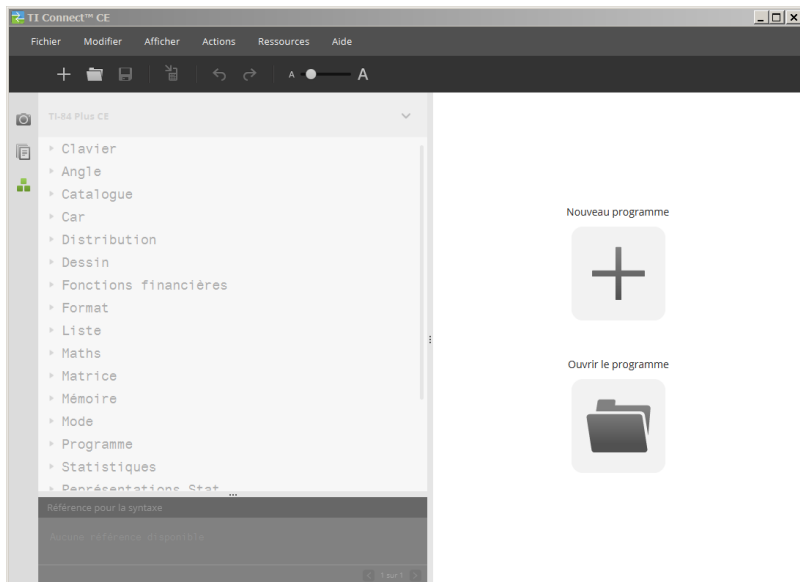 TI Connect™ CE
Fichier Modifier Afficher Actions Ressources Aide
A A
TI-84 Plus CE
Clavier
Angle
Catalogue
Car
Distribution
Dessin
Fonctions financières
Format
Liste
Maths
Matrice
Mémoire
Mode
Programme
Statistiques
Représentations Stat
Référence pour la syntaxe
Aucune référence disponible
1 sur 1
Nouveau programme
Ouvrir le programme